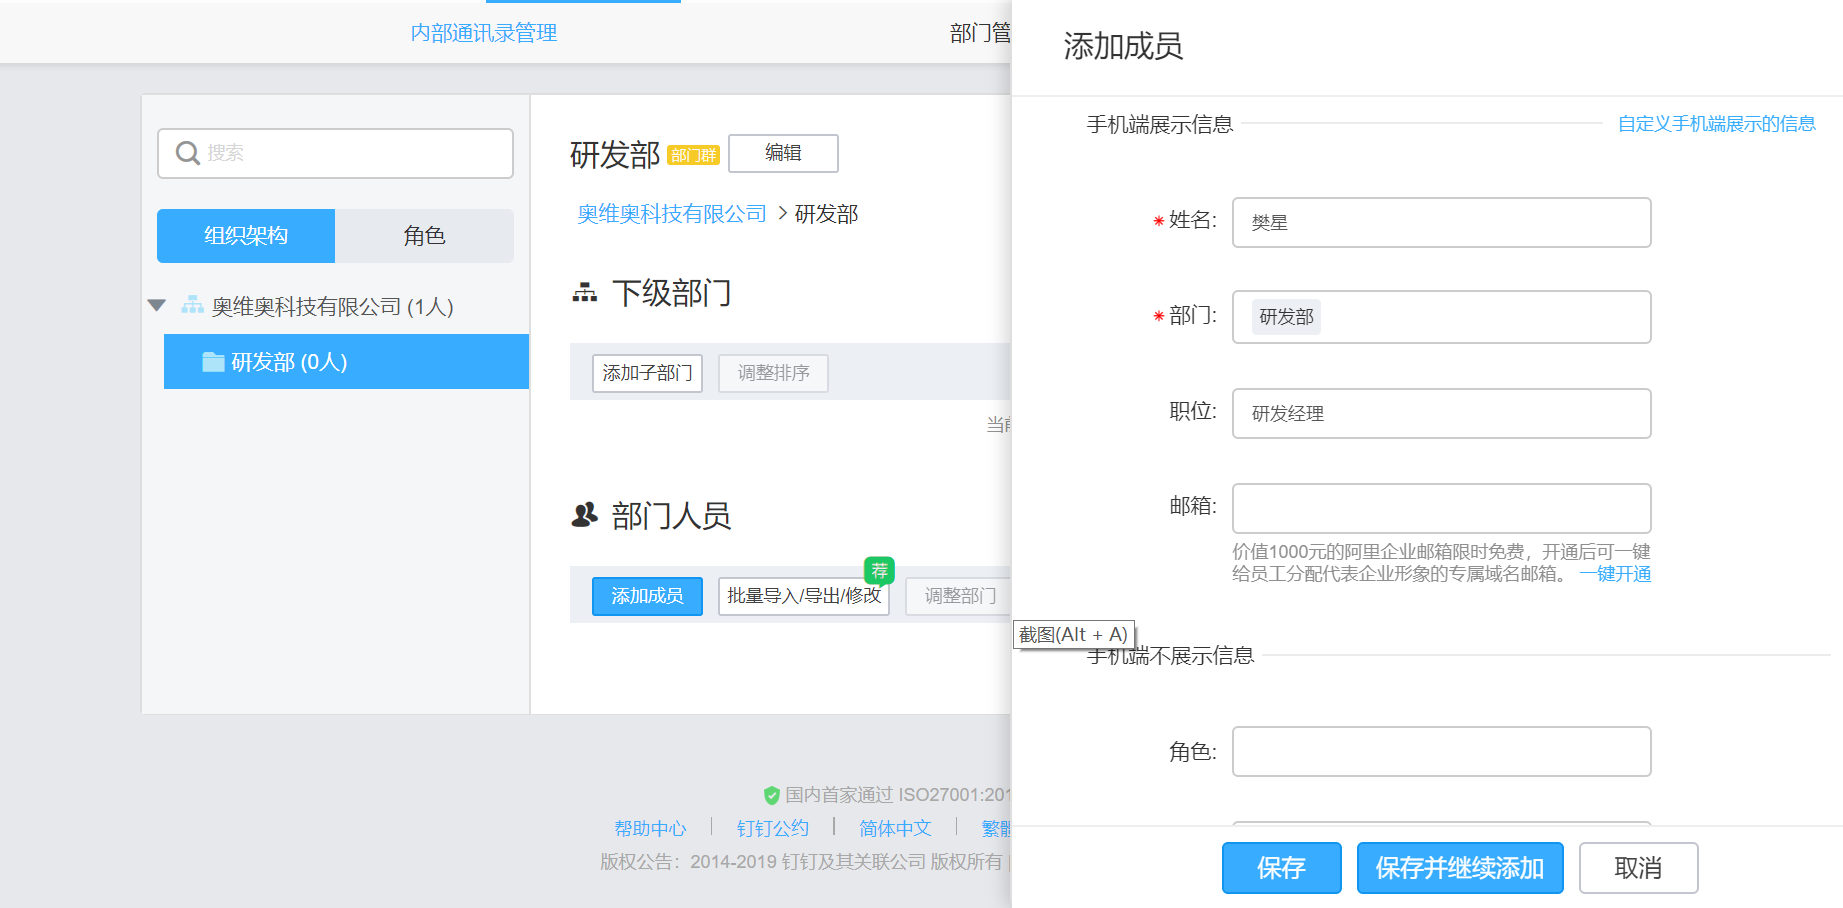 内部通讯录管理
部门管
搜索
组织架构
角色
奥维奥科技有限公司 (1人)
研发部 (0人)
研发部
部门群
编辑
奥维奥科技有限公司 > 研发部
下级部门
添加子部门
调整排序
当前
部门人员
荐
添加成员
批量导入/导出/修改
调整部门
国内首家通过 ISO27001:201
帮助中心
钉钉公约
简体中文
繁體
版权公告：2014-2019 钉钉及其关联公司 版权所有 |
添加成员
手机端展示信息
自定义手机端展示的信息
*姓名:
樊星
*部门:
研发部
职位:
研发经理
邮箱:
价值1000元的阿里企业邮箱限时免费，开通后可一键
给员工分配代表企业形象的专属域名邮箱。 一键开通
截图(Alt + A)
手机端不展示信息
角色:
保存
保存并继续添加
取消